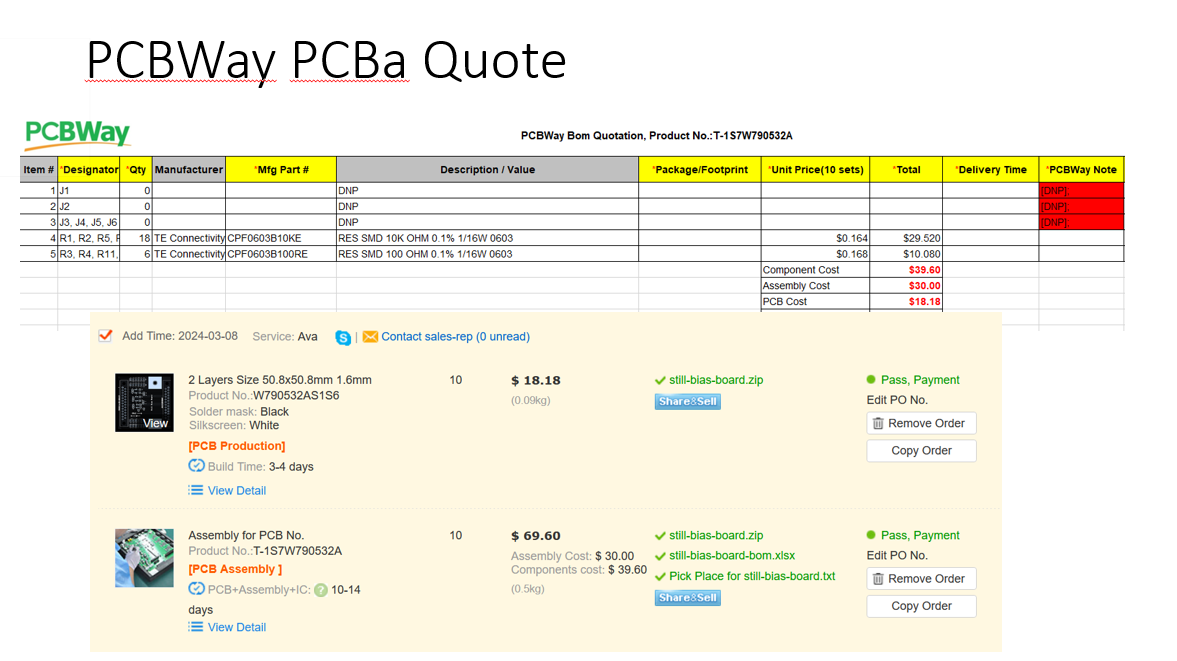 PCBWay PCBa Quote
PCBWay
PCBWay Bom Quotation, Product No.:T-1S7W790532A
Item # *Designator *Qty Manufacturer *Mfg Part # Description / Value *Package/Footprint *Unit Price(10 sets) *Total *Delivery Time *PCBWay Note
1 J1 0 DNP [DNP];
2 J2 0 DNP [DNP];
3 J3, J4, J5, J6 0 DNP [DNP];
4 R1, R2, R5, 18 TE Connectivity CPF0603B10KE RES SMD 10K OHM 0.1% 1/16W 0603 $0.164 $29.520
5 R3, R4, R11, 6 TE Connectivity CPF0603B100RE RES SMD 100 OHM 0.1% 1/16W 0603 $0.168 $10.080
Component Cost $39.60
Assembly Cost $30.00
PCB Cost $18.18
Add Time: 2024-03-08 Service: Ava S | Contact sales-rep (0 unread)
2 Layers Size 50.8x50.8mm 1.6mm 10 $ 18.18 still-bias-board.zip Pass, Payment
Product No.:W790532AS1S6 (0.09kg) Share&Sell Edit PO No.
Solder mask: Black
Silkscreen: White
View
Remove Order
[PCB Production]
Copy Order
Build Time: 3-4 days
View Detail
Assembly for PCB No. 10 $ 69.60 still-bias-board.zip Pass, Payment
Product No.:T-1S7W790532A Assembly Cost: $ 30.00 still-bias-board-bom.xlsx Edit PO No.
[PCB Assembly ] Components cost: $ 39.60 Pick Place for still-bias-board.txt Remove Order
PCB+Assembly+IC: ? 10-14 (0.5kg) Share&Sell
days Copy Order
View Detail